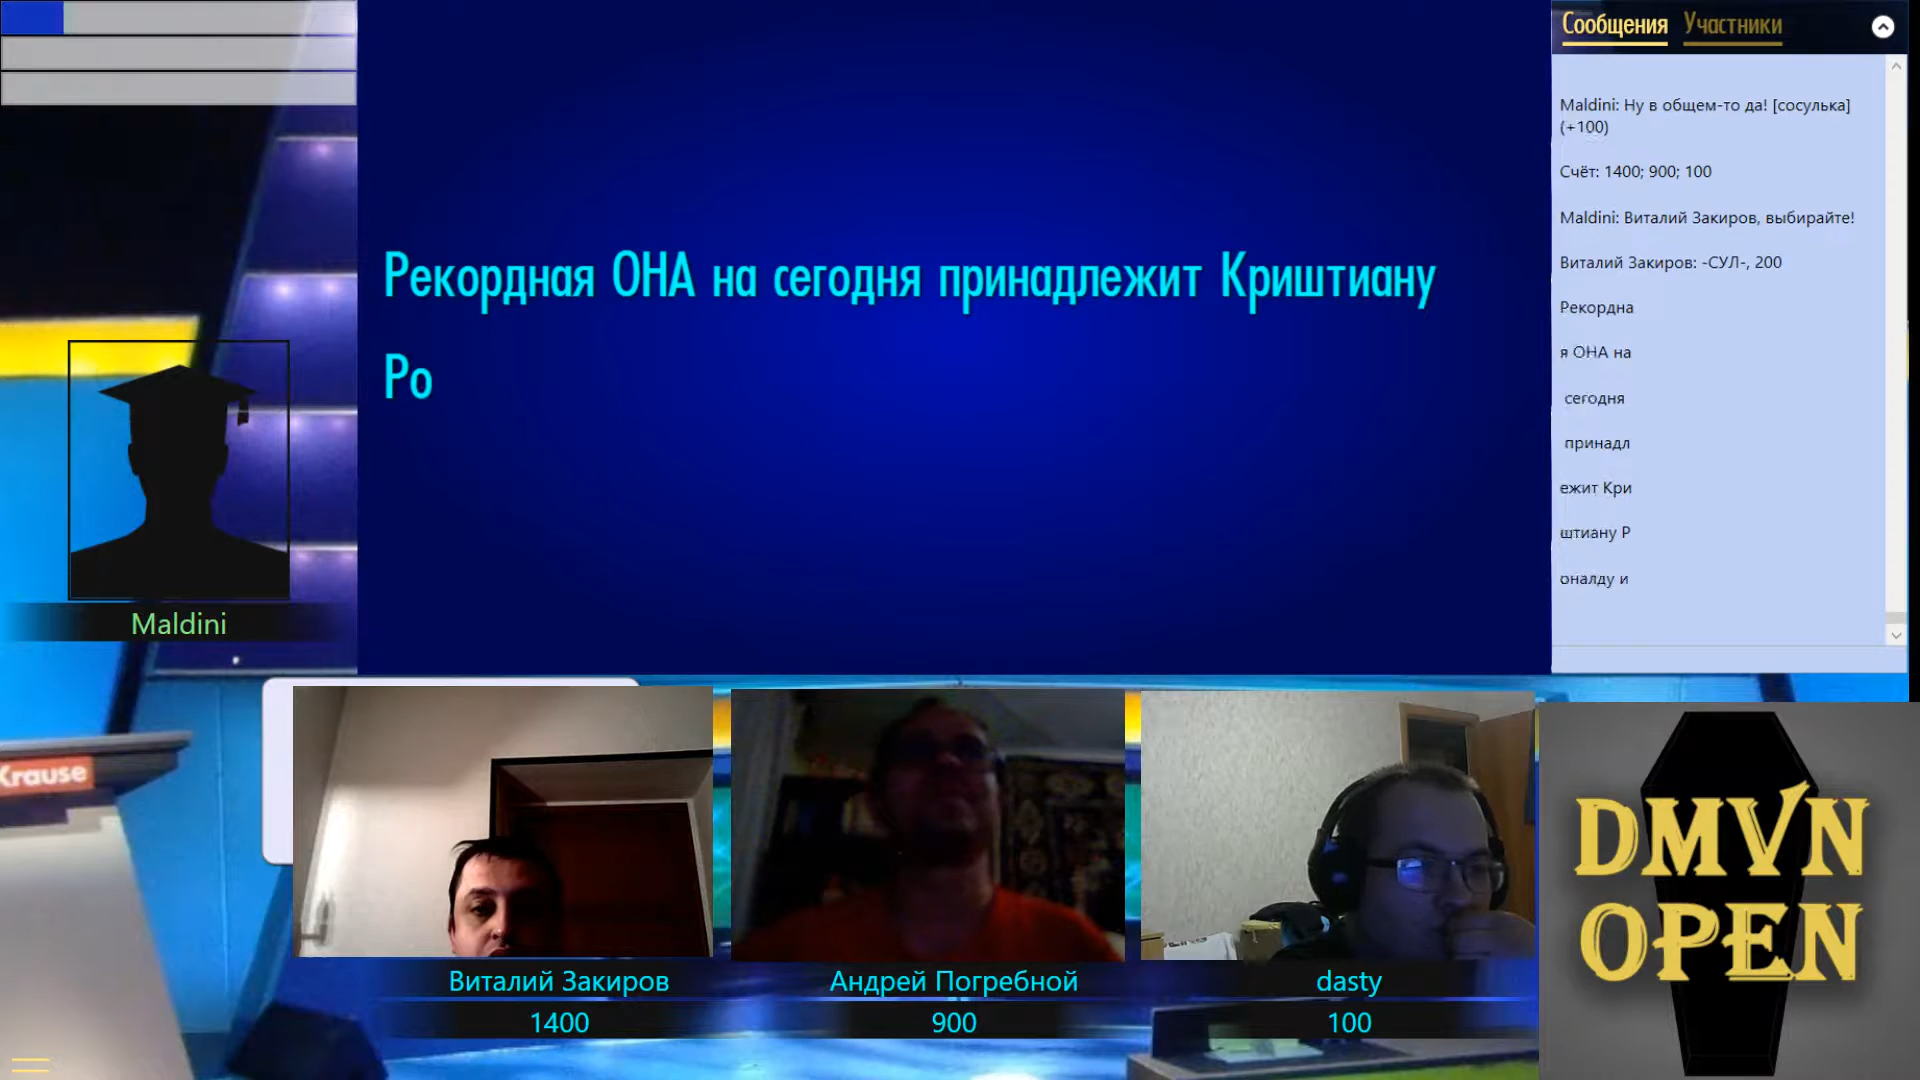 Рекордная ОНА на сегодня принадлежит Криштиану
Ро
Сообщения Участники
Maldini: Ну в общем-то да! [сосулька]
(+100)
Счёт: 1400; 900; 100
Maldini: Виталий Закиров, выбирайте!
Виталий Закиров: -СУЛ-, 200
Рекордна
я ОНА на
сегодня
принадл
ежит Кри
штиану Р
оналду и
Maldini
Krause
Виталий Закиров
1400
Андрей Погребной
900
dasty
100
DMVN
OPEN